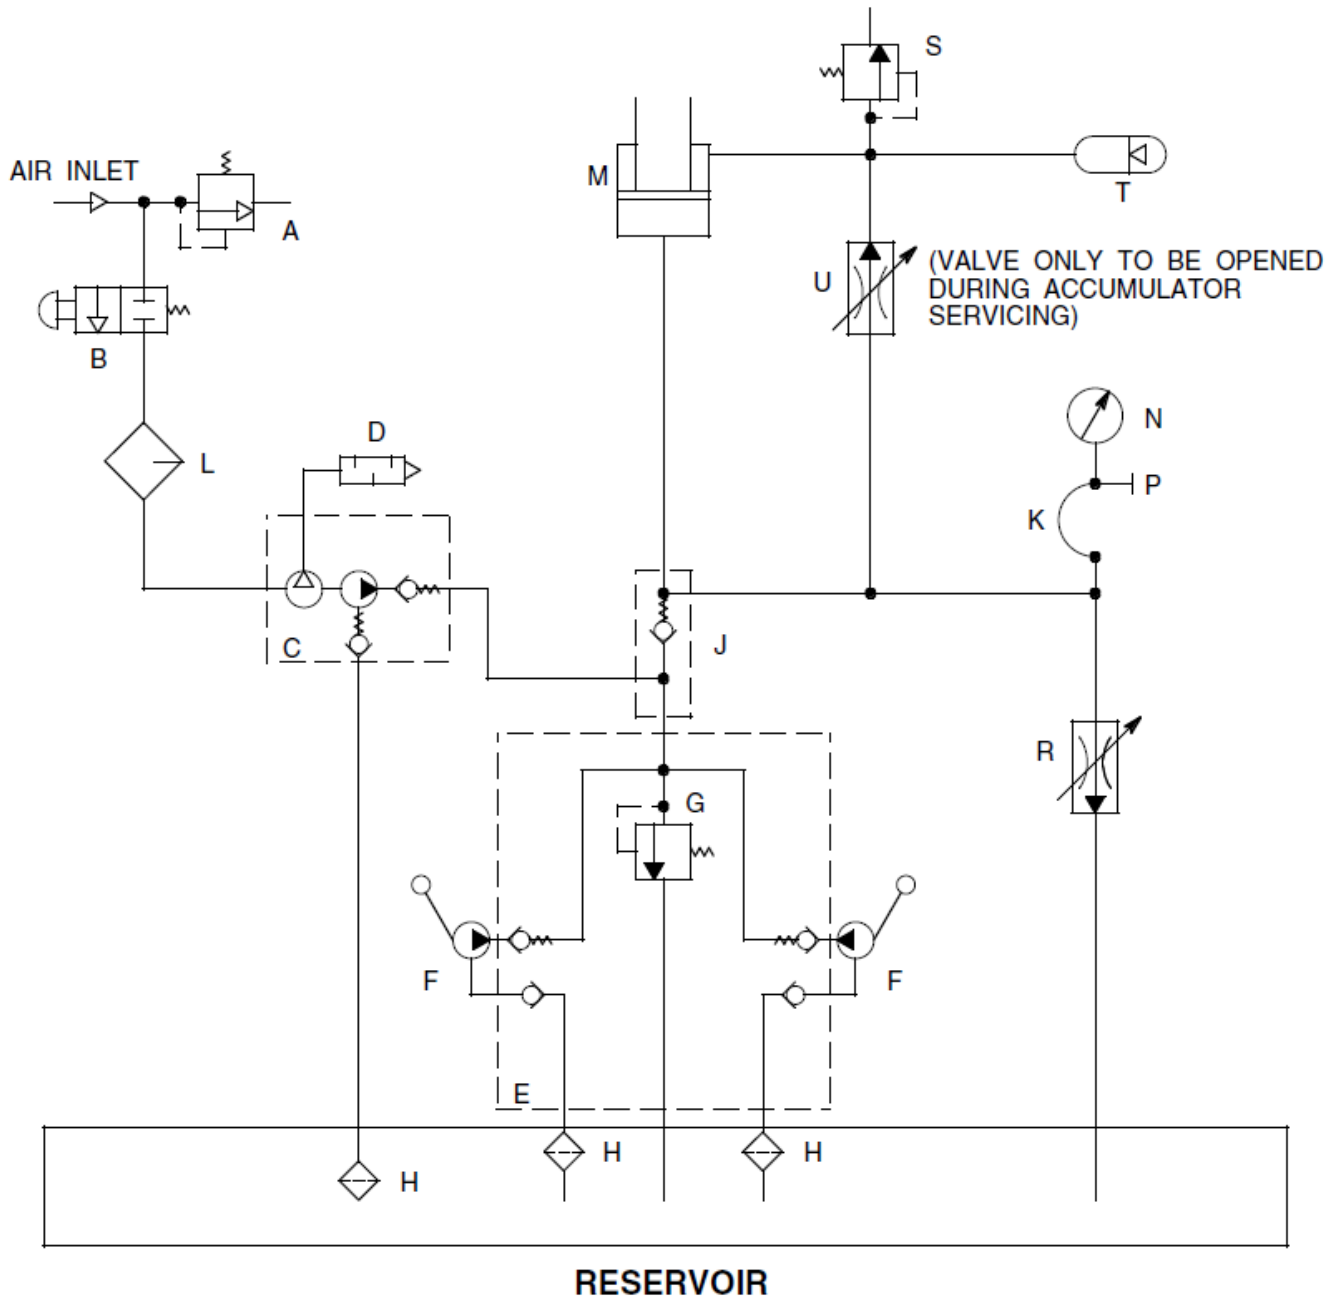 S
AIR INLET
M
T
A
U
(VALVE ONLY TO BE OPENED
DURING ACCUMULATOR
SERVICING)
B
N
D
L
P
K
C
J
R
G
F
F
E
H
H
H
RESERVOIR